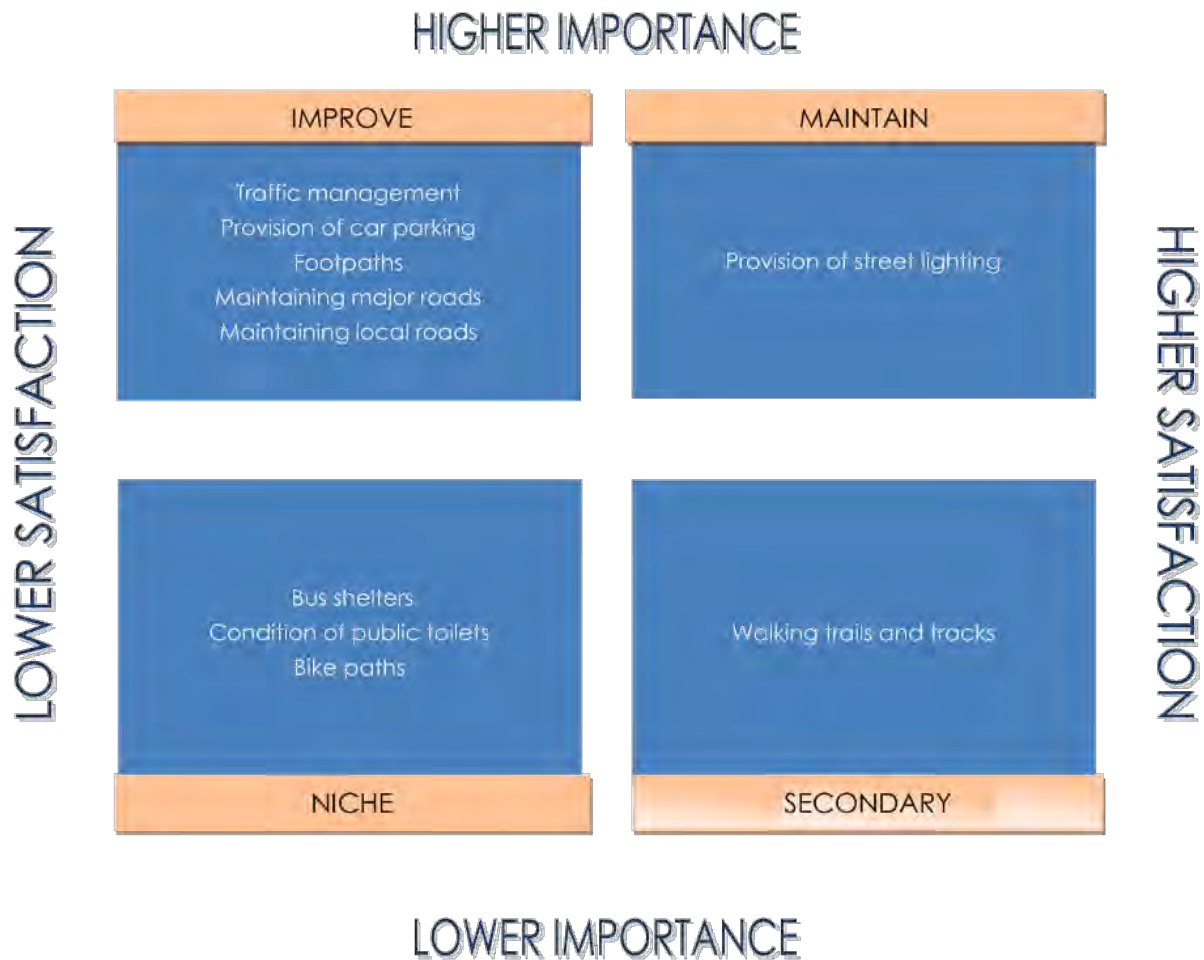 HIGHER IMPORTANCE
IMPROVE
Traffic management
Provision of car parking
Footpaths
Maintaining major roads
Maintaining local roads
MAINTAIN
Provision of street lighting
LOWER SATISFACTION
HIGHER SATISFACTION
Bus shelters
Condition of public toilets
Bike paths
NICHE
Walking trails and tracks
SECONDARY
LOWER IMPORTANCE